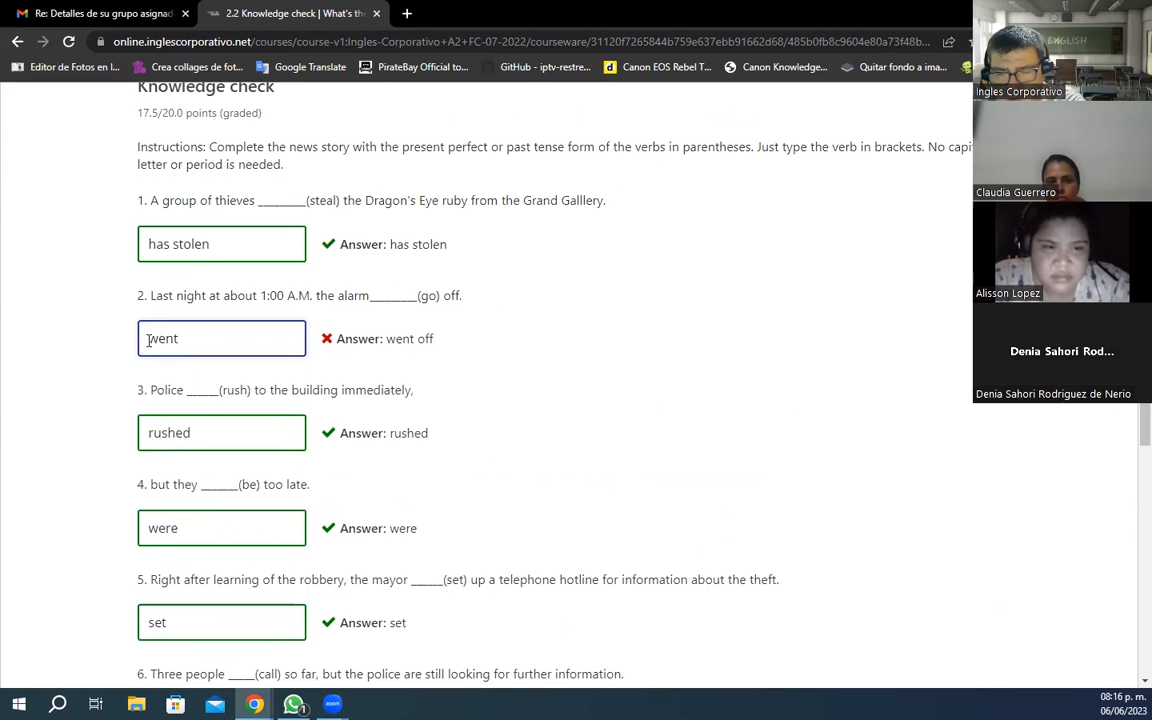 Re: Detalles de su grupo asignad
2.2 Knowledge check | What's the
online.inglescorporativo.net/courses/course-v1:Ingles-Corporativo+A2+FC-07-2022/courseware/31120f7265844b759e637ebb91662d68/485b0fb8c9604e80a73f48b...
Editor de Fotos en l...
Crea collages de fot...
Google Translate
PirateBay Official to...
GitHub - iptv-restre...
Canon EOS Rebel T...
Canon Knowledge...
Quitar fondo a ima...
ENGLISH
Ingles Corporativo
Claudia Guerrero
Alisson Lopez
Denia Sahori Rod...
Denia Sahori Rodriguez de Nerio
Knowledge check
17.5/20.0 points (graded)
Instructions: Complete the news story with the present perfect or past tense form of the verbs in parentheses. Just type the verb in brackets. No capi
letter or period is needed.
1. A group of thieves ________(steal) the Dragon's Eye ruby from the Grand Galllery.
has stolen
Answer: has stolen
2. Last night at about 1:00 A.M. the alarm________(go) off.
went
Answer: went off
3. Police _____(rush) to the building immediately,
rushed
Answer: rushed
4. but they ______(be) too late.
were
Answer: were
5. Right after learning of the robbery, the mayor _____(set) up a telephone hotline for information about the theft.
set
Answer: set
6. Three people ____(call) so far, but the police are still looking for further information.
1
08:16 p. m.
06/06/2023